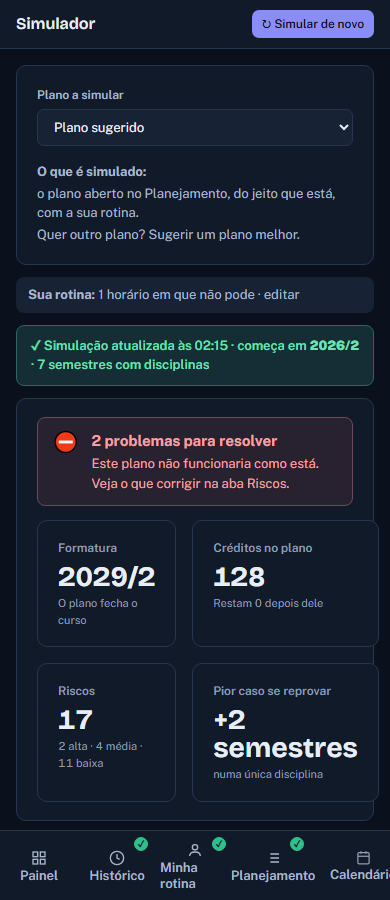 Simulador
↻ Simular de novo
Plano a simular
Plano sugerido
O que é simulado:
o plano aberto no Planejamento, do jeito que está,
com a sua rotina.
Quer outro plano? Sugerir um plano melhor.
Sua rotina: 1 horário em que não pode · editar
✓ Simulação atualizada às 02:15 · começa em 2026/2
· 7 semestres com disciplinas
2 problemas para resolver
Este plano não funcionaria como está.
Veja o que corrigir na aba Riscos.
Formatura
2029/2
O plano fecha o
curso
Créditos no plano
128
Restam 0 depois dele
Riscos
17
2 alta · 4 média ·
11 baixa
Pior caso se reprovar
+2
semestres
numa única disciplina
Painel
Histórico
Minha
rotina
Planejamento
Calendári